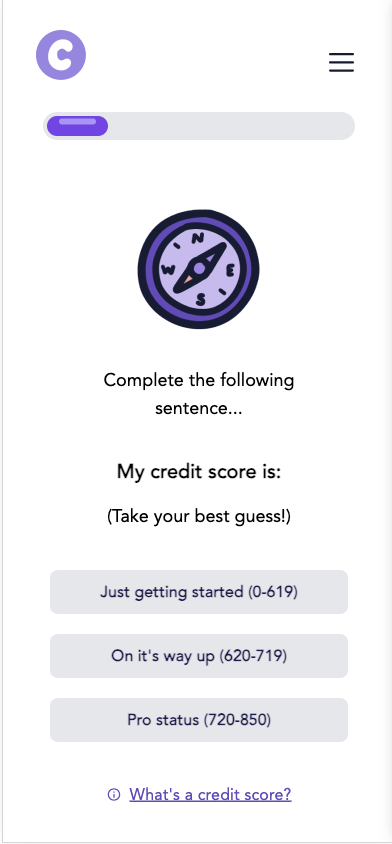 C
N
W E
S
Complete the following
sentence...
My credit score is:
(Take your best guess!)
Just getting started (0-619)
On it's way up (620-719)
Pro status (720-850)
What's a credit score?